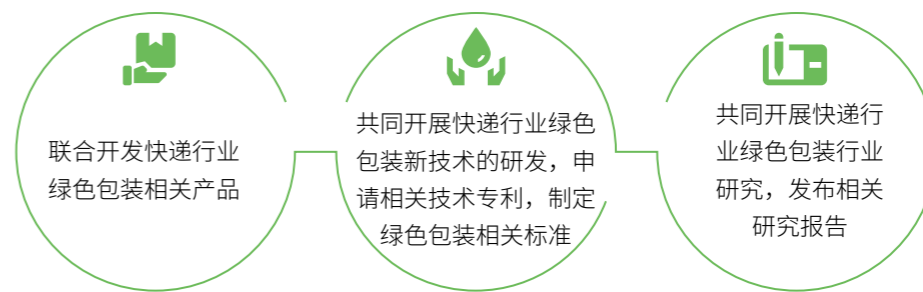 联合开发快递行业
绿色包装相关产品
共同开展快递行业绿色
包装新技术的研发，申
请相关技术专利，制定
绿色包装相关标准
共同开展快递行
业绿色包装行业
研究，发布相关
研究报告